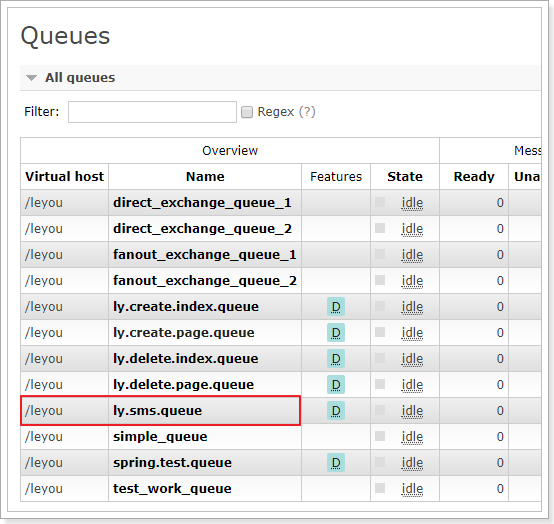 Queues
All queues
Filter: Regex (?)
Overview Mess
Virtual host Name Features State Ready Una
/leyou direct_exchange_queue_1 idle 0
/leyou direct_exchange_queue_2 idle 0
/leyou fanout_exchange_queue_1 idle 0
/leyou fanout_exchange_queue_2 idle 0
/leyou ly.create.index.queue D idle 0
/leyou ly.create.page.queue D idle 0
/leyou ly.delete.index.queue D idle 0
/leyou ly.delete.page.queue D idle 0
/leyou ly.sms.queue D idle 0
/leyou simple_queue idle 0
/leyou spring.test.queue D idle 0
/leyou test_work_queue idle 0